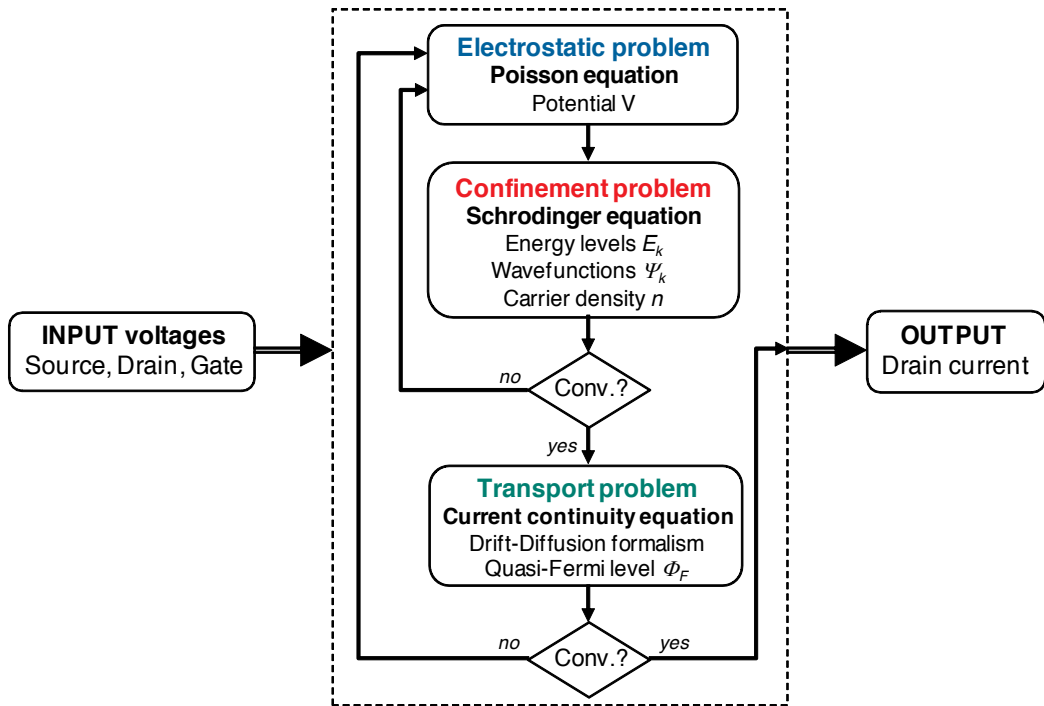 Electrostatic problem
Poisson equation
Potential V
Confinement problem
Schrodinger equation
Energy levels E_k
Wavefunctions Ψ_k
Carrier density n
INPUT voltages
Source, Drain, Gate
OUTPUT
Drain current
no
Conv.?
yes
Transport problem
Current continuity equation
Drift-Diffusion formalism
Quasi-Fermi level Φ_F
no
Conv.?
yes